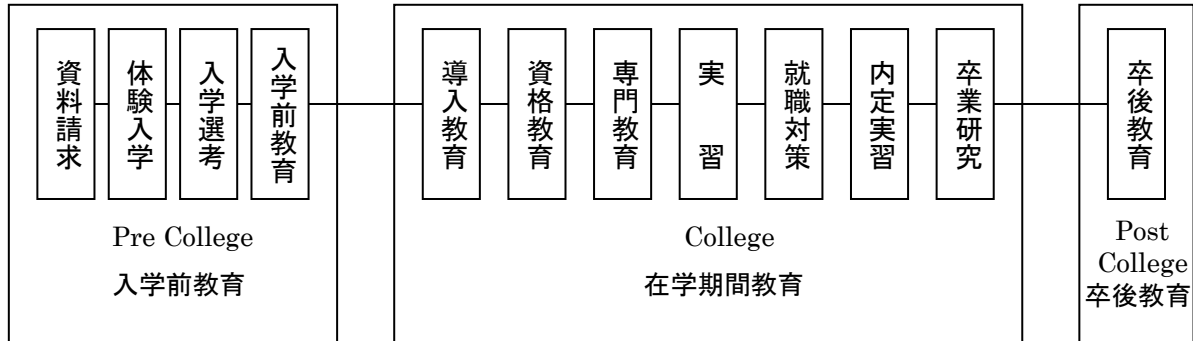 資料請求
体験入学
入学選考
入学前教育
Pre College
入学前教育
導入教育
資格教育
専門教育
実習
就職対策
内定実習
卒業研究
College
在学期間教育
卒後教育
Post
College
卒後教育